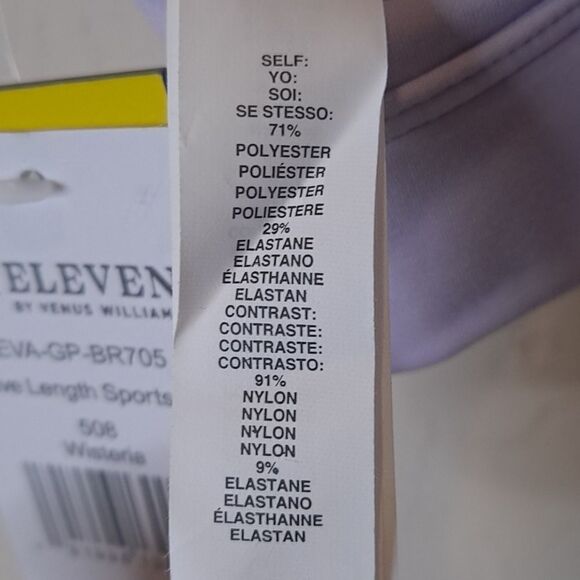 SELF:
YO:
SOI:
SE STESSO:
71%
POLYESTER
POLIÉSTER
POLYESTER
POLIESTERE
29%
ELASTANE
ELASTANO
ÉLASTHANNE
ELASTAN
CONTRAST:
CONTRASTE:
CONTRASTE:
CONTRASTO:
91%
NYLON
NYLON
NYLON
NYLON
9%
ELASTANE
ELASTANO
ÉLASTHANNE
ELASTAN
ELEVEN
BY VENUS WILLIAM
EVA-GP-BR705
Length Sports
508
Wisteria